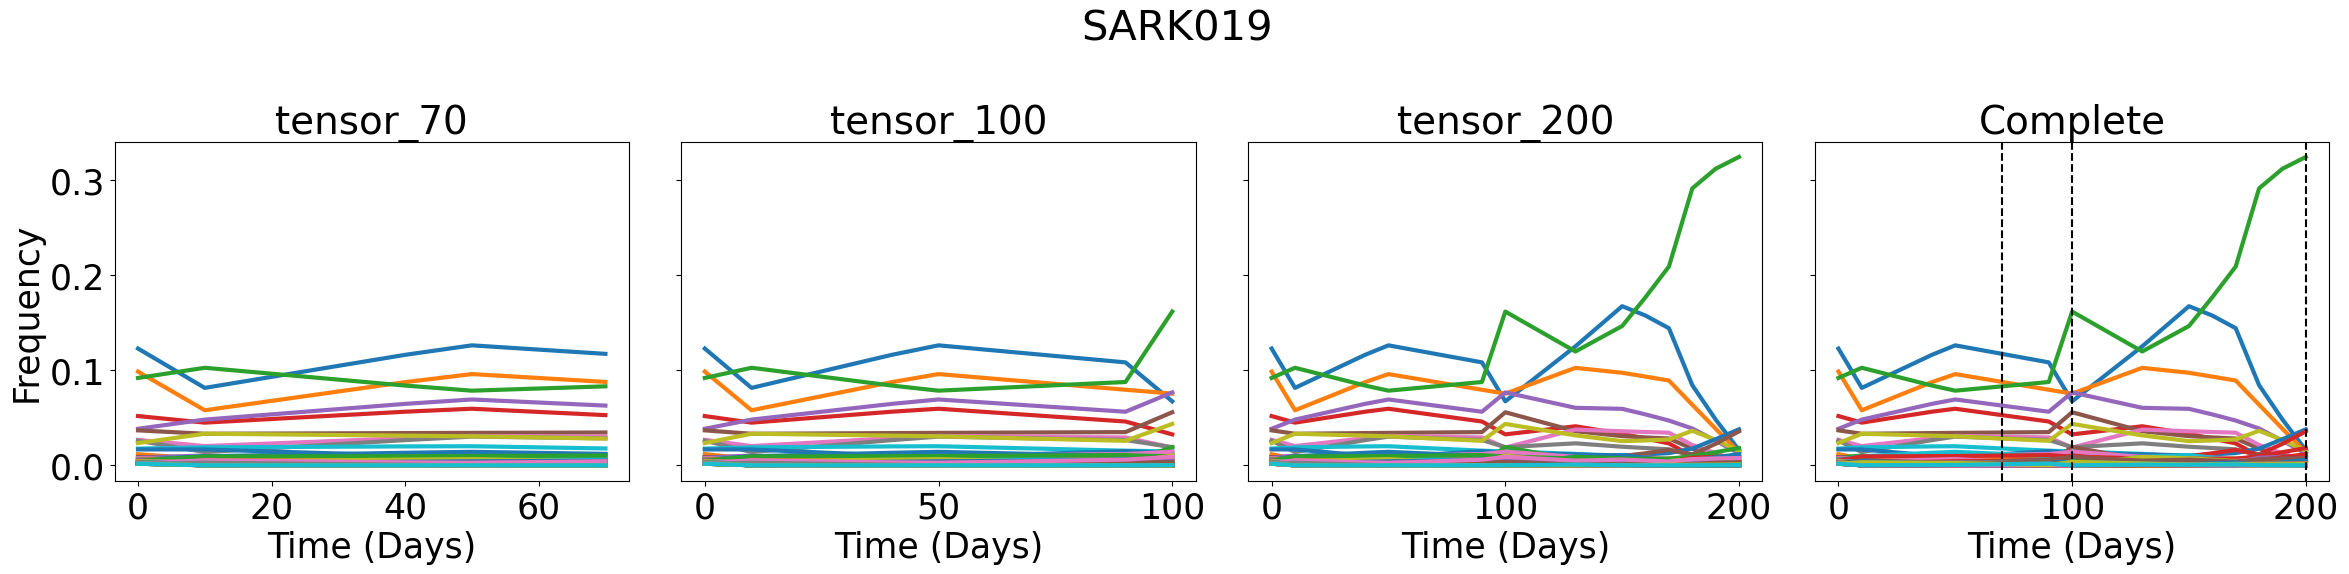 SARK019
tensor_70
tensor_100
tensor_200
Complete
Frequency
0.3
0.2
0.1
0.0
0 20 40 60
0 50 100
0 100 200
0 100 200
Time (Days)
Time (Days)
Time (Days)
Time (Days)